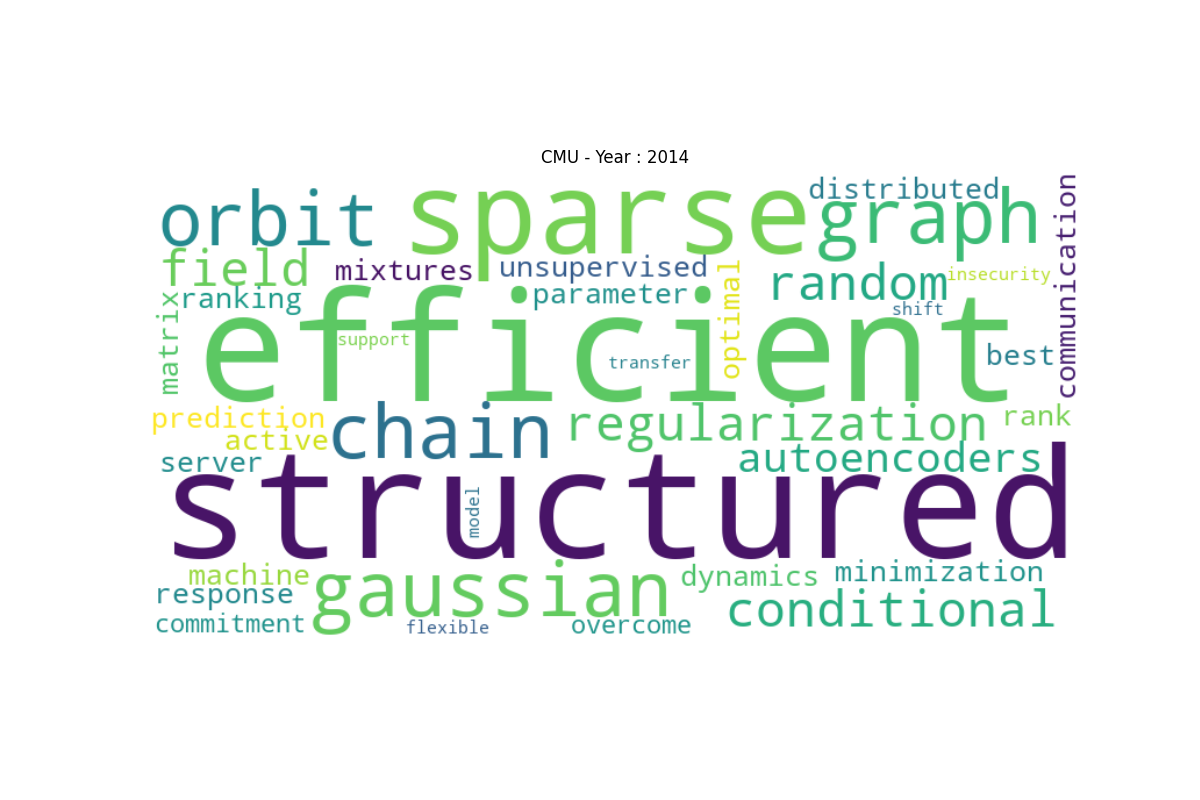 CMU - Year : 2014
orbit
sparse
distributed
graph
communication
field
mixtures
unsupervised
random
insecurity
matrix
ranking
parameter
optimal
shift
efficient
support
transfer
best
prediction
active
chain
regularization
rank
server
autoencoders
structured
model
machine
response
commitment
gaussian
flexible
dynamics
overcome
minimization
conditional